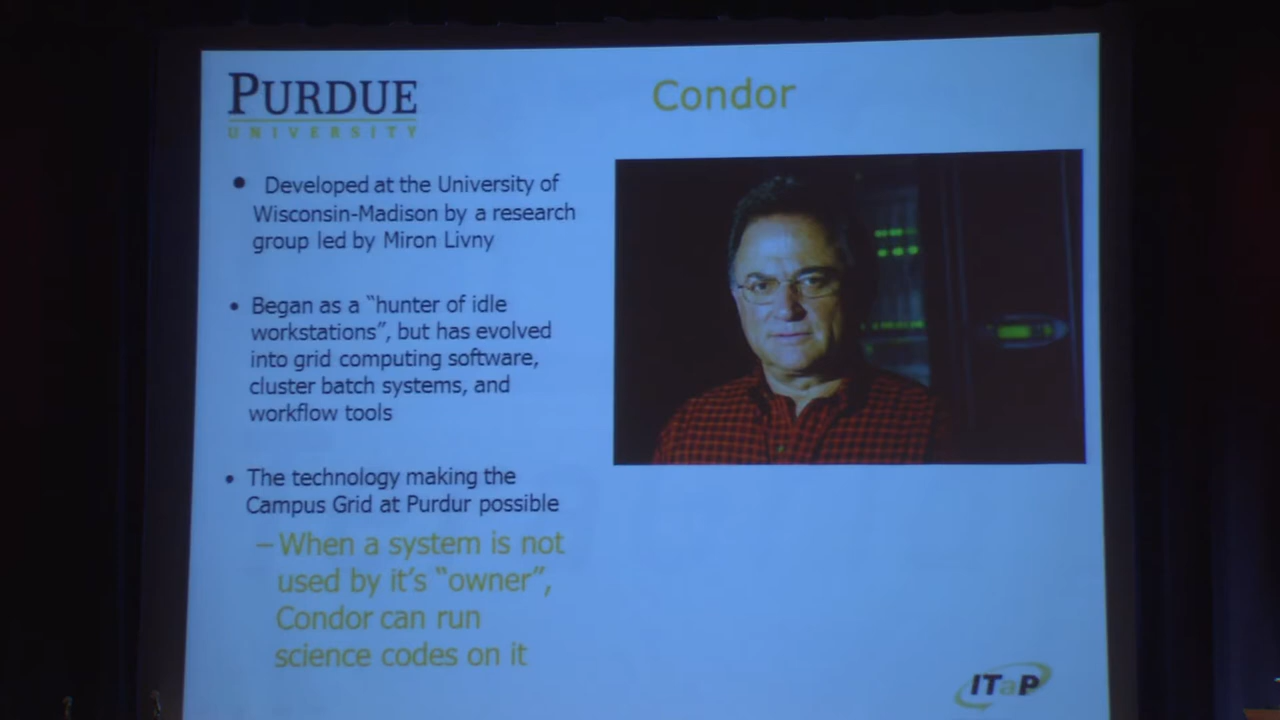 PURDUE
UNIVERSITY
Condor
• Developed at the University of
Wisconsin-Madison by a research
group led by Miron Livny
• Began as a “hunter of idle
workstations”, but has evolved
into grid computing software,
cluster batch systems, and
workflow tools
• The technology making the
Campus Grid at Purdur possible
– When a system is not
used by it’s “owner”,
Condor can run
science codes on it
ITaP